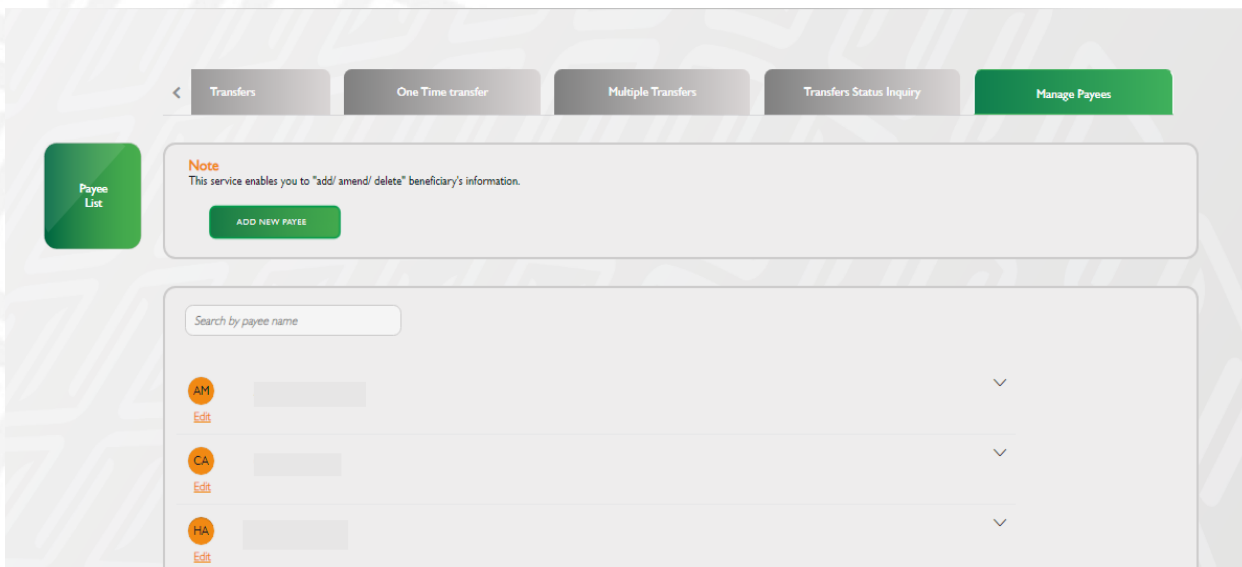 Transfers
One Time transfer
Multiple Transfers
Transfers Status Inquiry
Manage Payees
Payee
List
Note
This service enables you to "add/ amend/ delete" beneficiary's information.
ADD NEW PAYEE
Search by payee name
AM
Edit
CA
Edit
HA
Edit